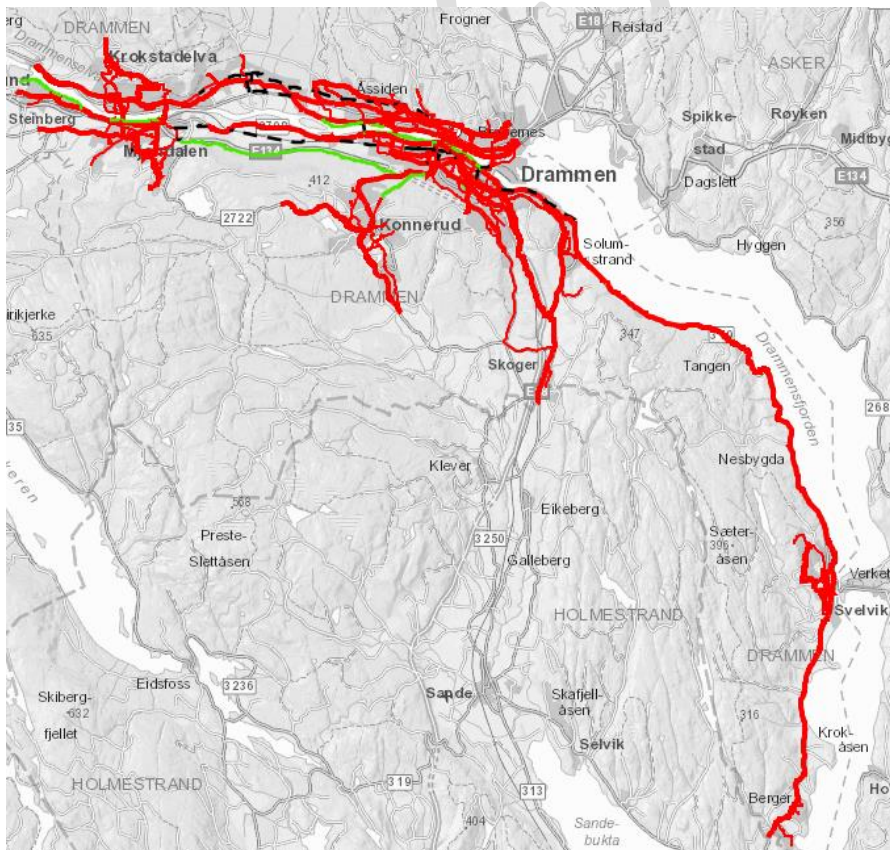 Frogner
E18
Reistad
DRAMMEN
Krokstadelva
ASKER
Åssiden
Steinberg
Spikke-
stad
Røyken
Midtbyg
E134
E134
Drammen
Dagslett
412
2722
Konnerud
356
Solum-
strand
Hyggen
DRAMMEN
irikjerke
635
347
Drammensfjorden
Skoger
Tangen
268
35
Klever
Nesbygda
568
Eikeberg
Preste-
Slettåsen
Sæter-
åsen
396
3250
Galleberg
Verket
HOLMESTRAND
Svelvik
DRAMMEN
Eidsfoss
3236
Skiberg-
fjellet
632
Sande
Skafjell-
åsen
316
Selvik
Krok-
åsen
HOLMESTRAND
319
313
Berger
Ho
404
Sande-
bukta